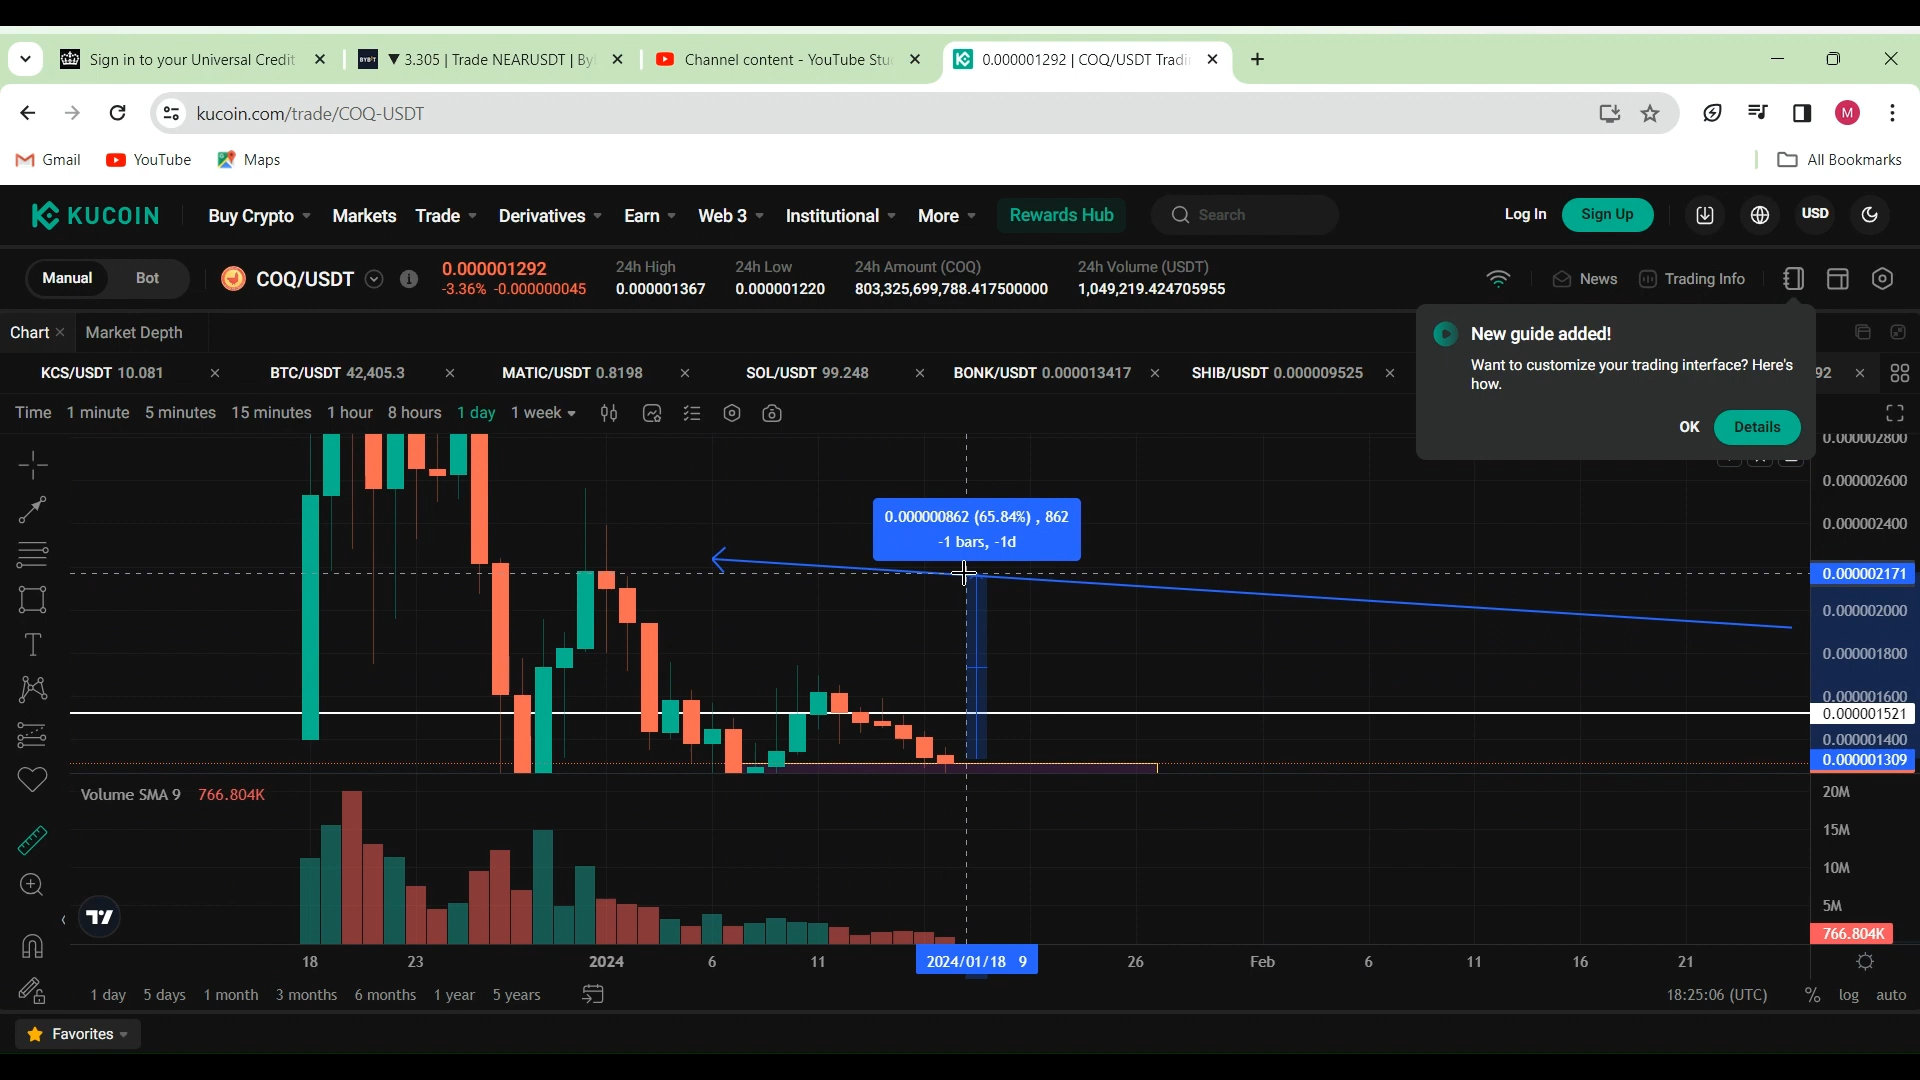 Sign in to your Universal Credit
▼ 3.305 | Trade NEARUSDT | By
Channel content - YouTube Stu
0.000001292 | COQ/USDT Tradi
kucoin.com/trade/COQ-USDT
M
Gmail YouTube Maps
All Bookmarks
KUCOIN Buy Crypto Markets Trade Derivatives Earn Web 3 Institutional More Rewards Hub Search Log In Sign Up USD
Manual Bot
COQ/USDT
0.000001292
-3.36% -0.000000045
24h High
0.000001367
24h Low
0.000001220
24h Amount (COQ)
803,325,699,788.417500000
24h Volume (USDT)
1,049,219.424705955
News Trading Info
New guide added!
Want to customize your trading interface? Here's
how.
OK Details
Chart Market Depth
KCS/USDT 10.081 BTC/USDT 42,405.3 MATIC/USDT 0.8198 SOL/USDT 99.248 BONK/USDT 0.000013417 SHIB/USDT 0.000009525 92
Time 1 minute 5 minutes 15 minutes 1 hour 8 hours 1 day 1 week
0.000000862 (65.84%) , 862
-1 bars, -1d
0.000002800
0.000002600
0.000002400
0.000002171
0.000002000
0.000001800
0.000001600
0.000001521
0.000001400
0.000001309
Volume SMA 9 766.804K
20M
15M
10M
5M
766.804K
18 23 2024 6 11 2024/01/18 9 26 Feb 6 11 16 21
1 day 5 days 1 month 3 months 6 months 1 year 5 years
18:25:06 (UTC) % log auto
Favorites